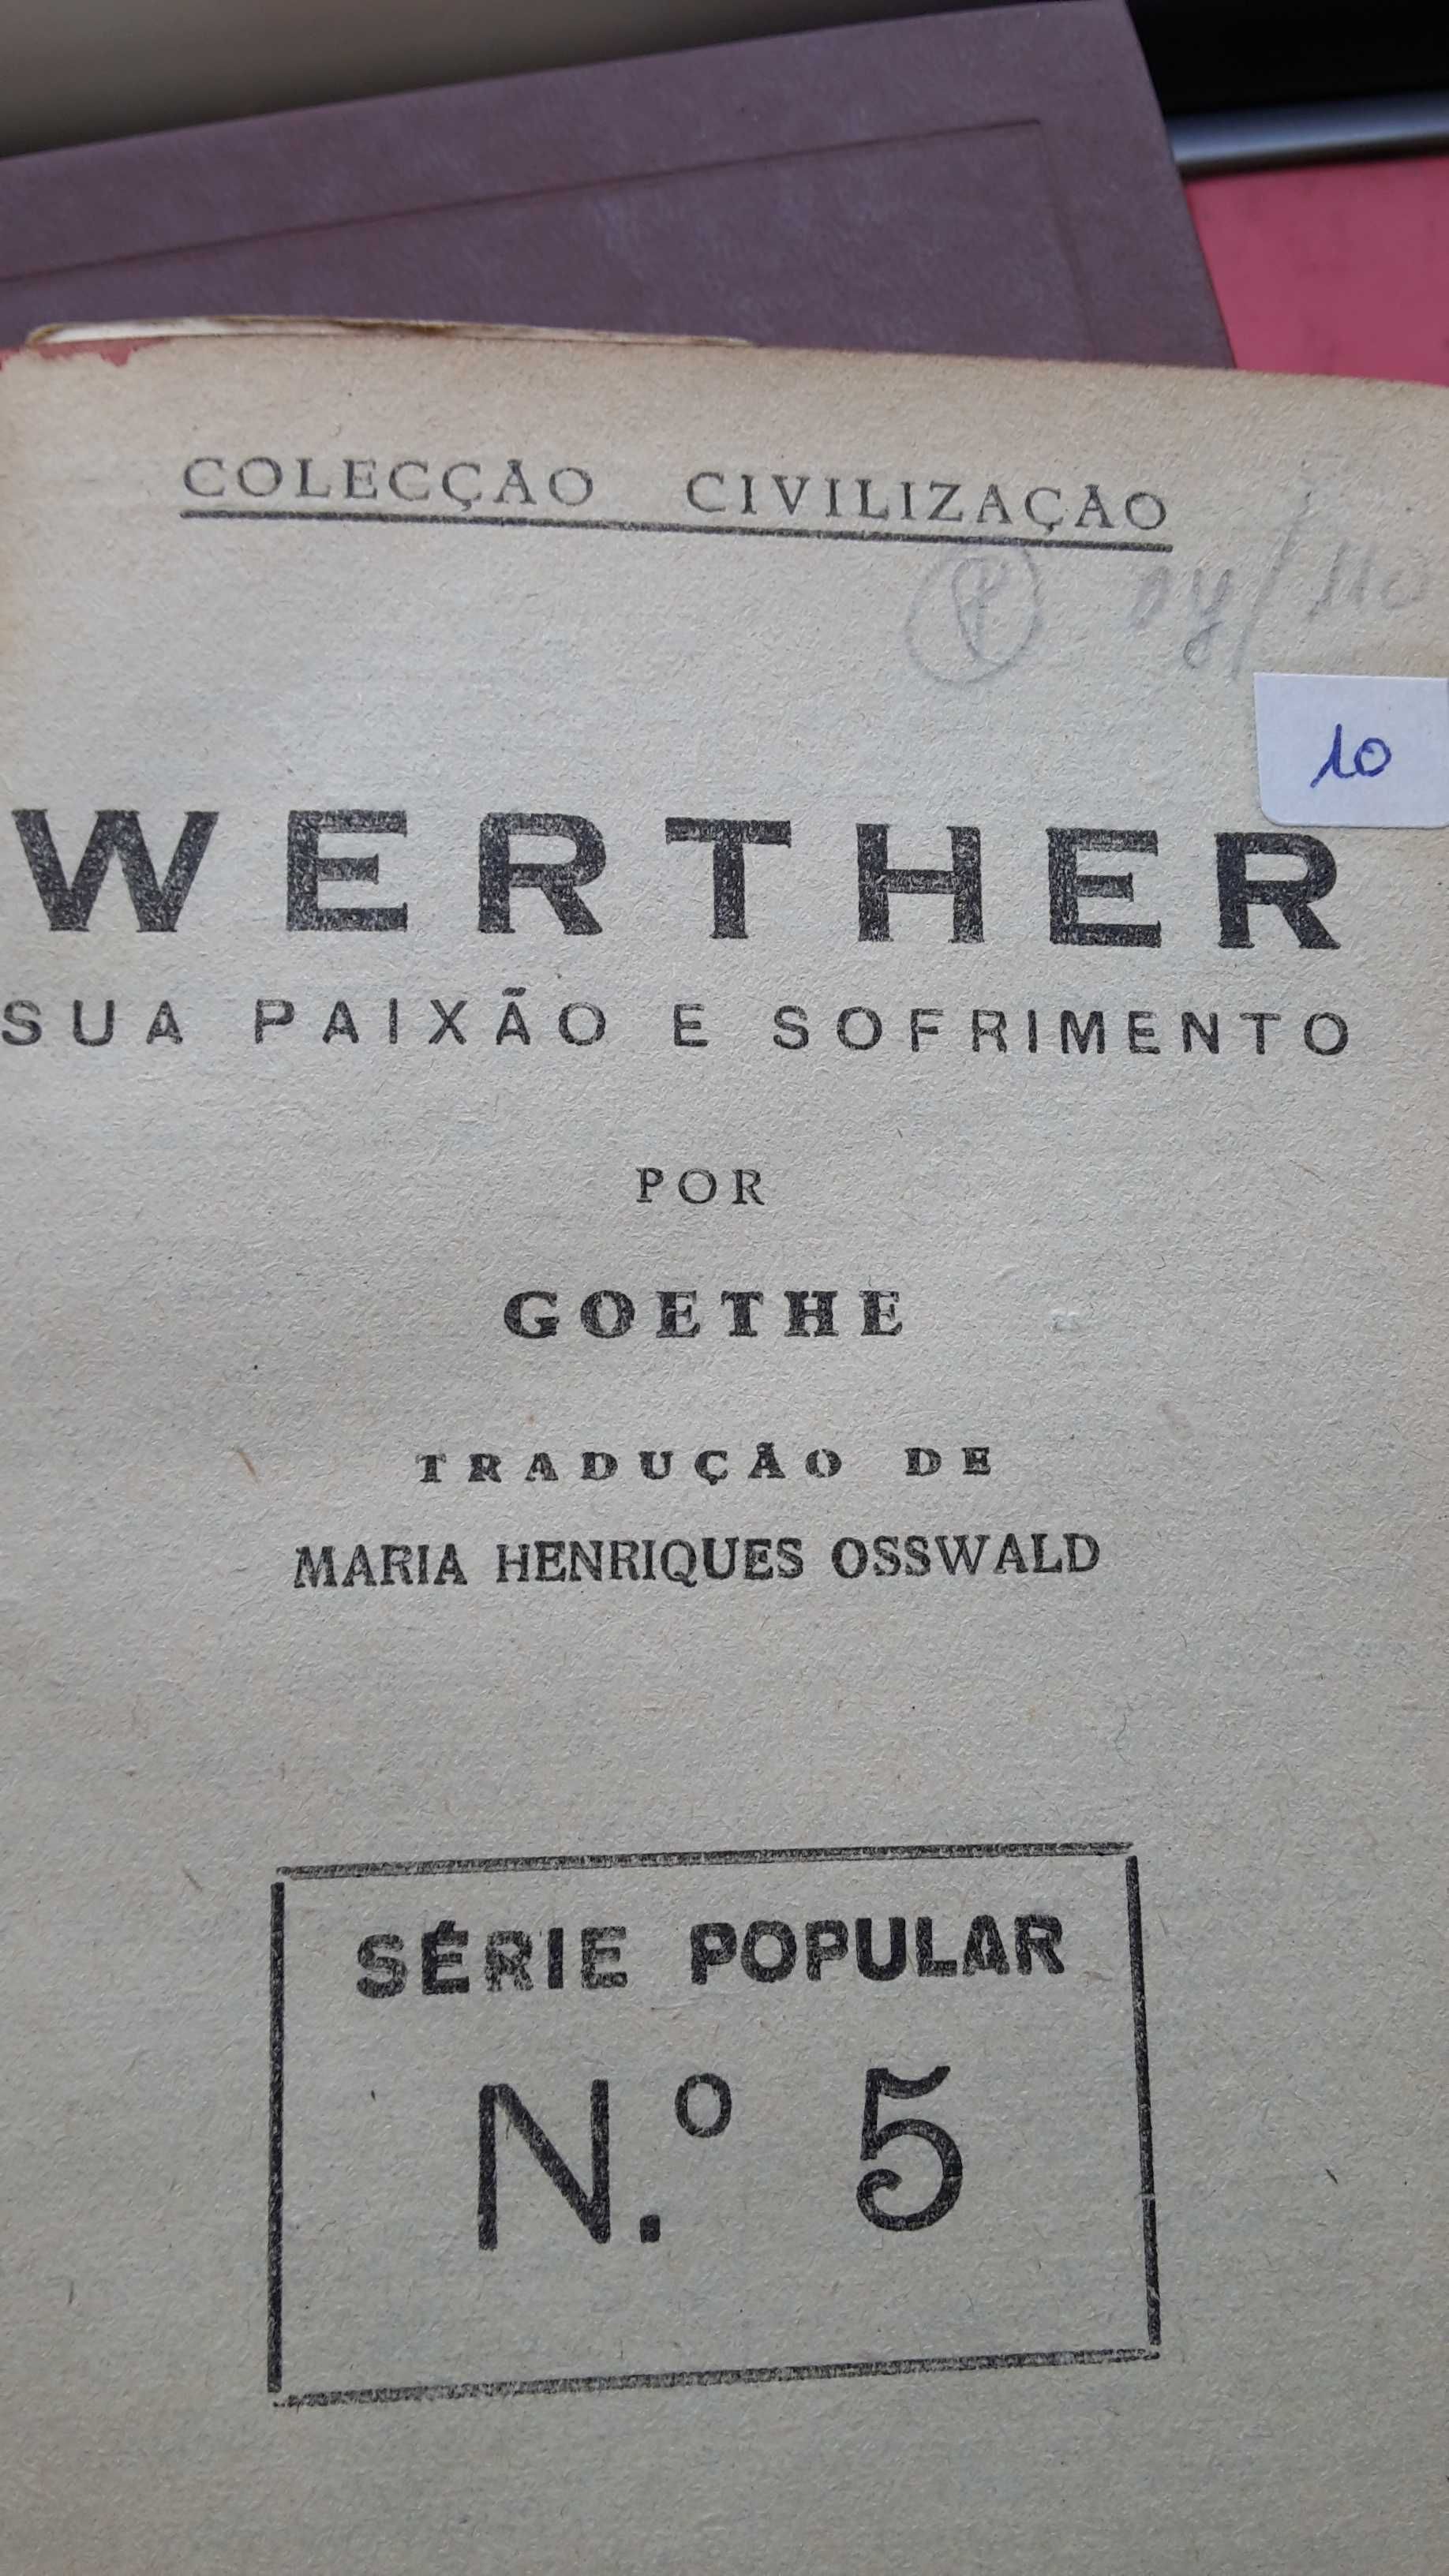 COLECÇÃO CIVILIZAÇÃO
10
WERTHER
SUA PAIXÃO E SOFRIMENTO
POR
GOETHE
TRADUÇÃO DE
MARIA HENRIQUES OSSWALD
SÉRIE POPULAR
N.º 5